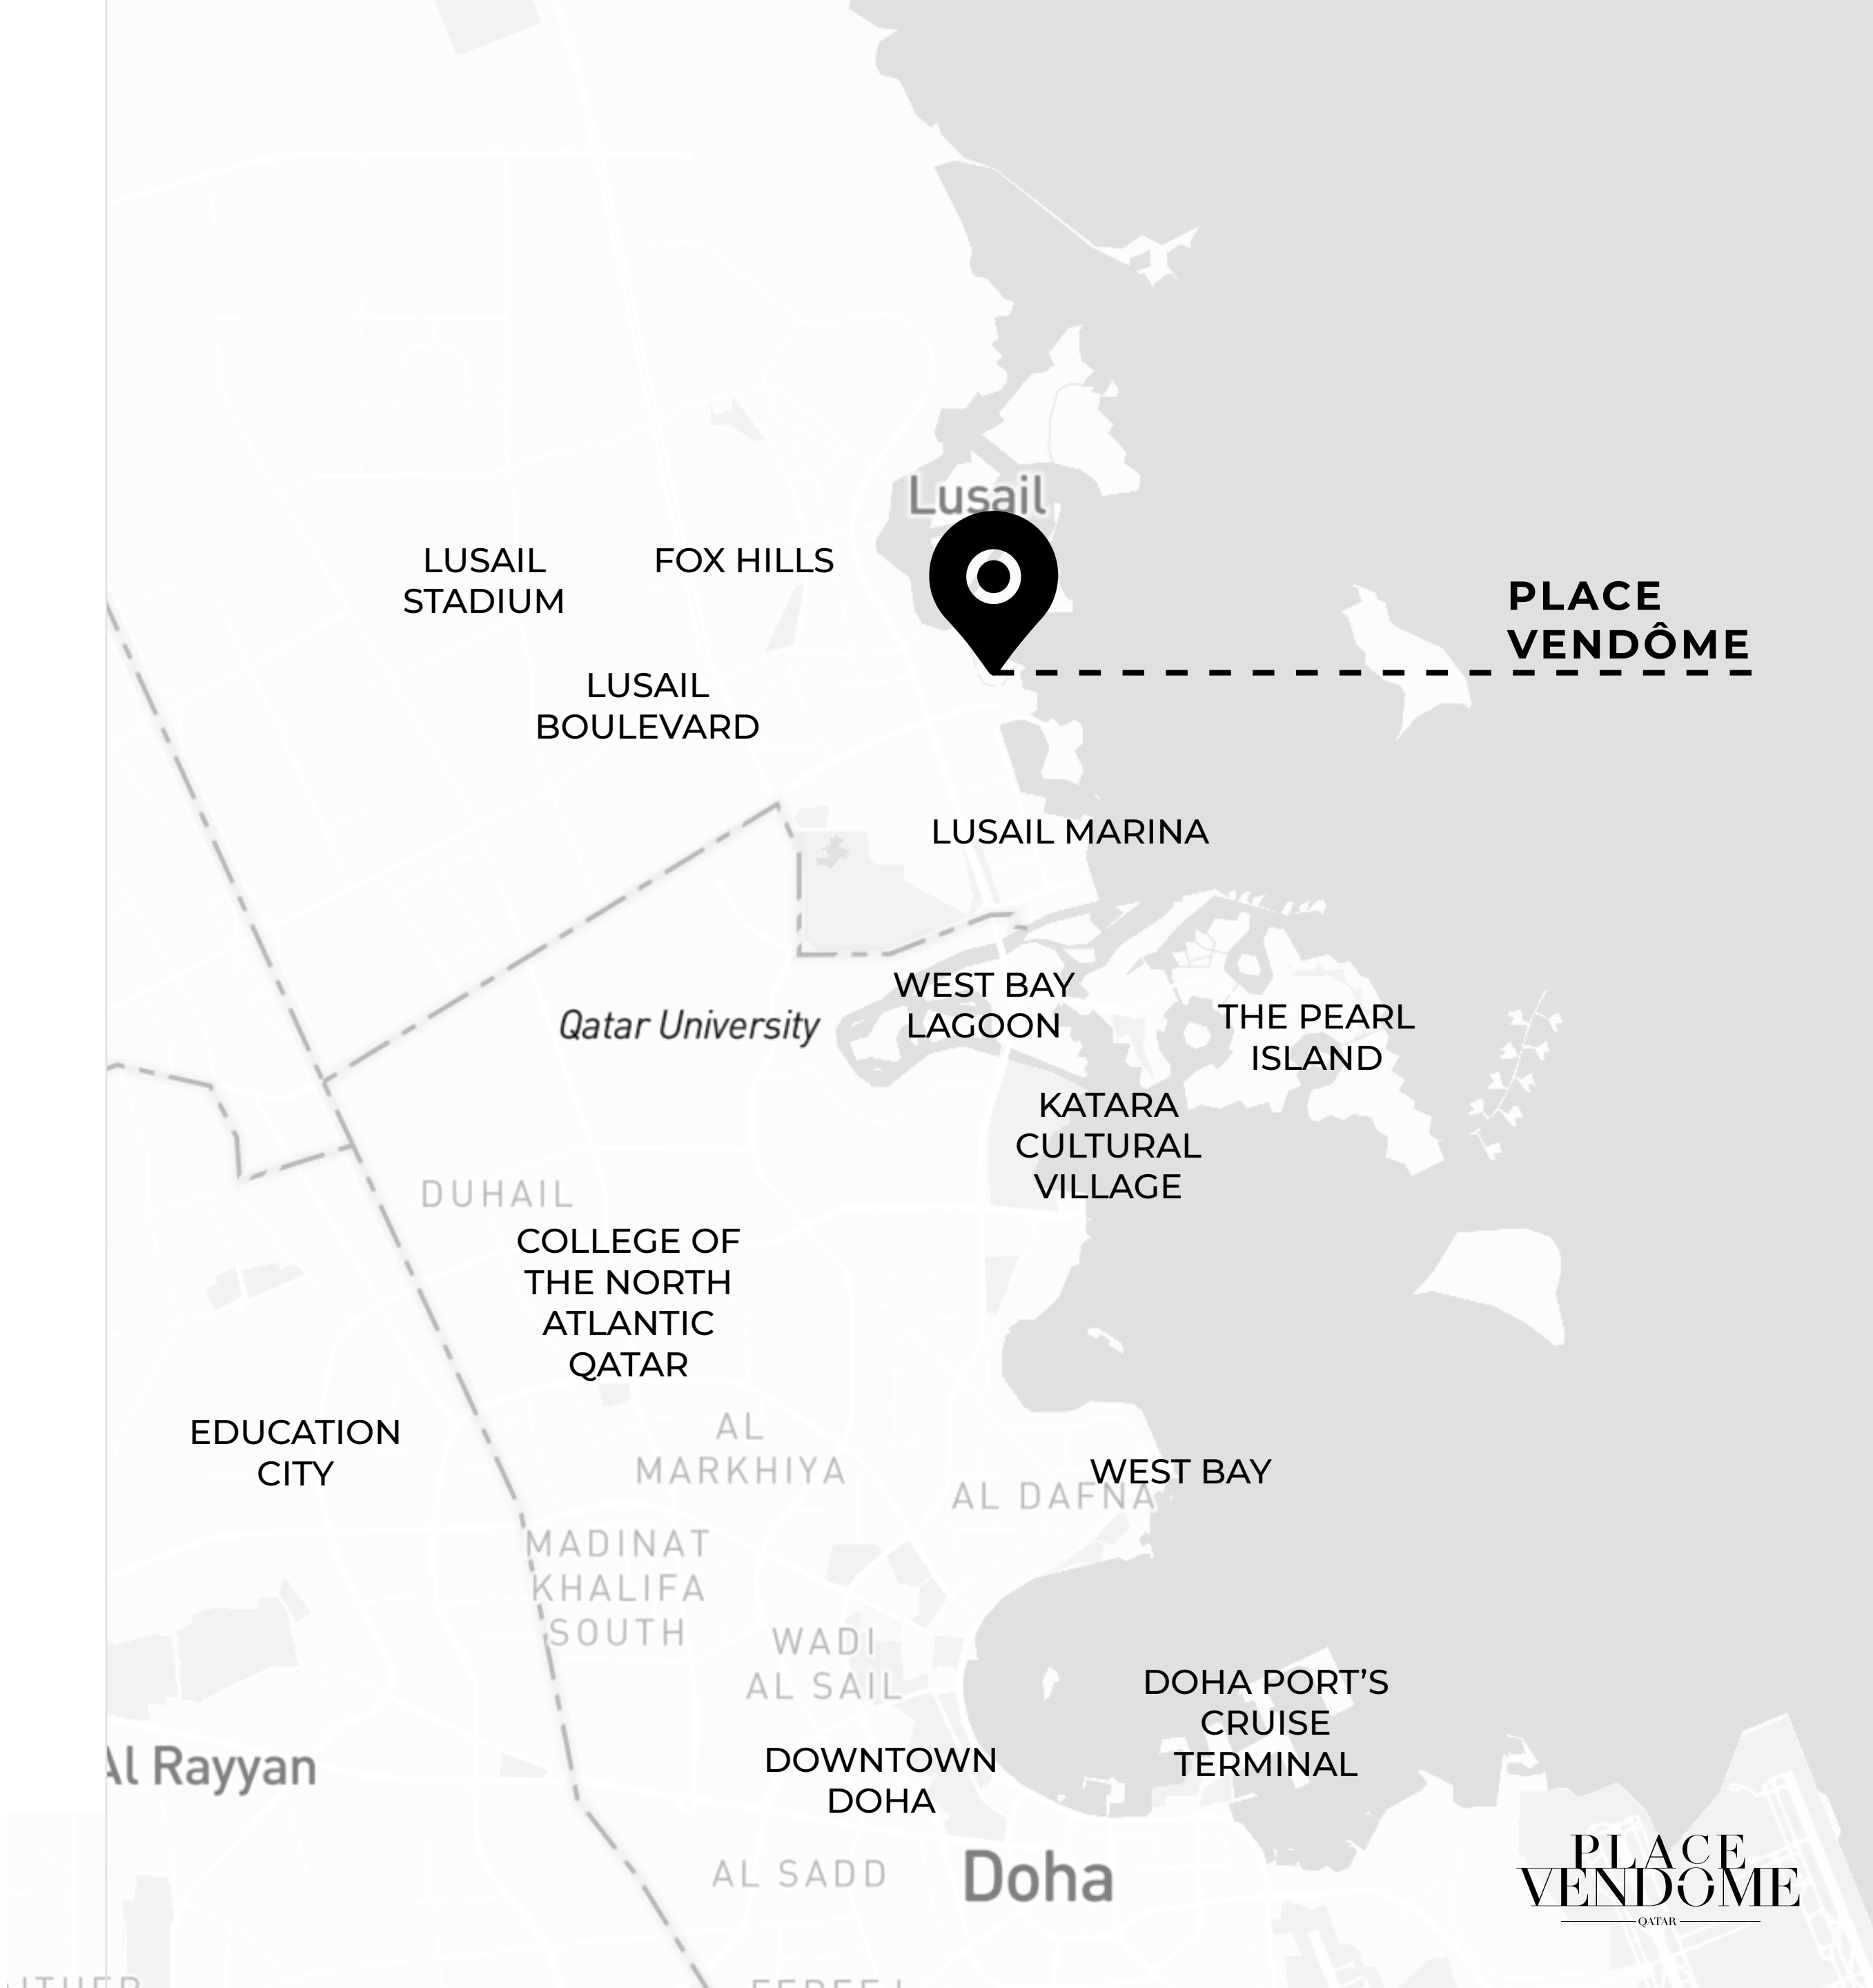 Lusail
LUSAIL
STADIUM
FOX HILLS
PLACE
VENDÔME
LUSAIL
BOULEVARD
LUSAIL MARINA
WEST BAY
LAGOON
Qatar University
THE PEARL
ISLAND
KATARA
CULTURAL
VILLAGE
DUHAIL
COLLEGE OF
THE NORTH
ATLANTIC
QATAR
EDUCATION
CITY
AL
MARKHIYA
WEST BAY
AL DAFNA
MADINAT
KHALIFA
SOUTH
WADI
AL SAIL
DOHA PORT’S
CRUISE
TERMINAL
Al Rayyan
DOWNTOWN
DOHA
AL SADD
Doha
PLACE
VENDÔME
QATAR